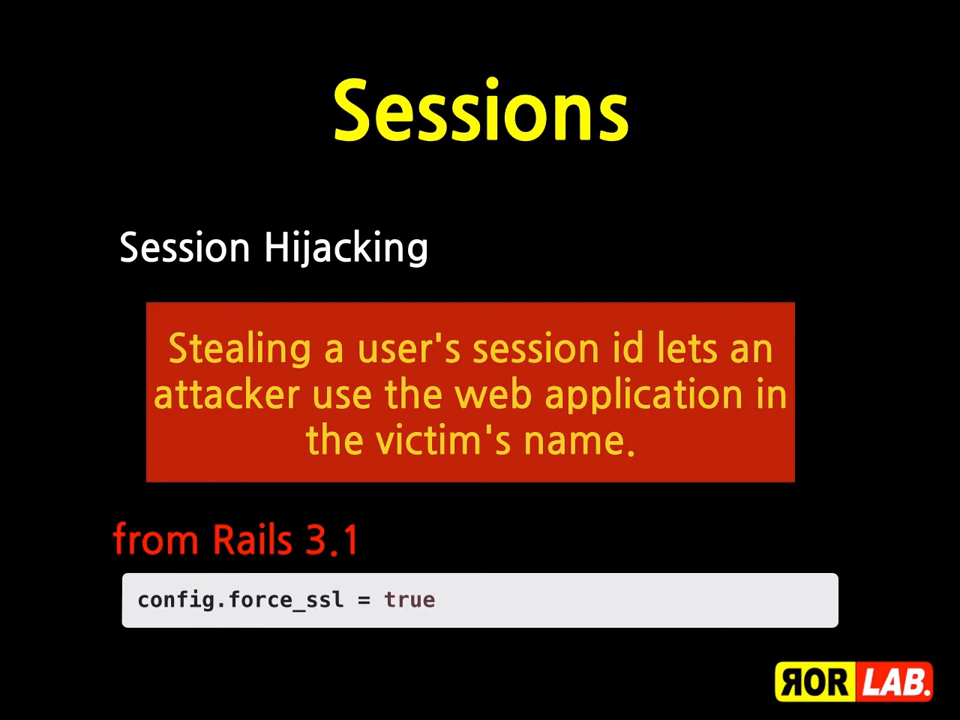 Sessions
Session Hijacking
Stealing a user's session id lets an
attacker use the web application in
the victim's name.
from Rails 3.1
config.force_ssl = true
ЯOR LAB.